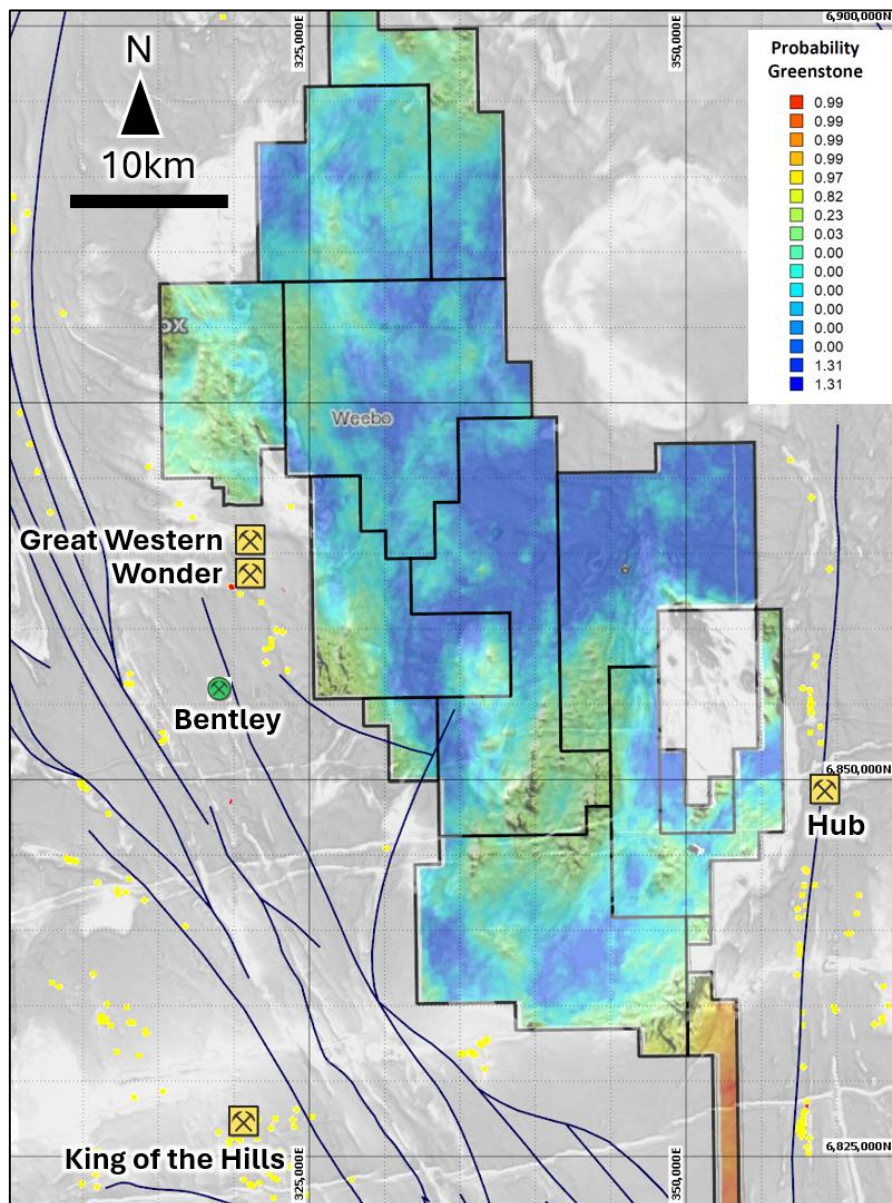 325,000E
350,000E
6,900,000N
N
10km
Probability
Greenstone
0.99
0.99
0.99
0.99
0.97
0.82
0.23
0.03
0.00
0.00
0.00
0.00
0.00
0.00
1.31
1.31
ox
Weebo
Great Western
Wonder
Bentley
6,850,000N
Hub
King of the Hills
6,825,000N
325,000E
350,000E